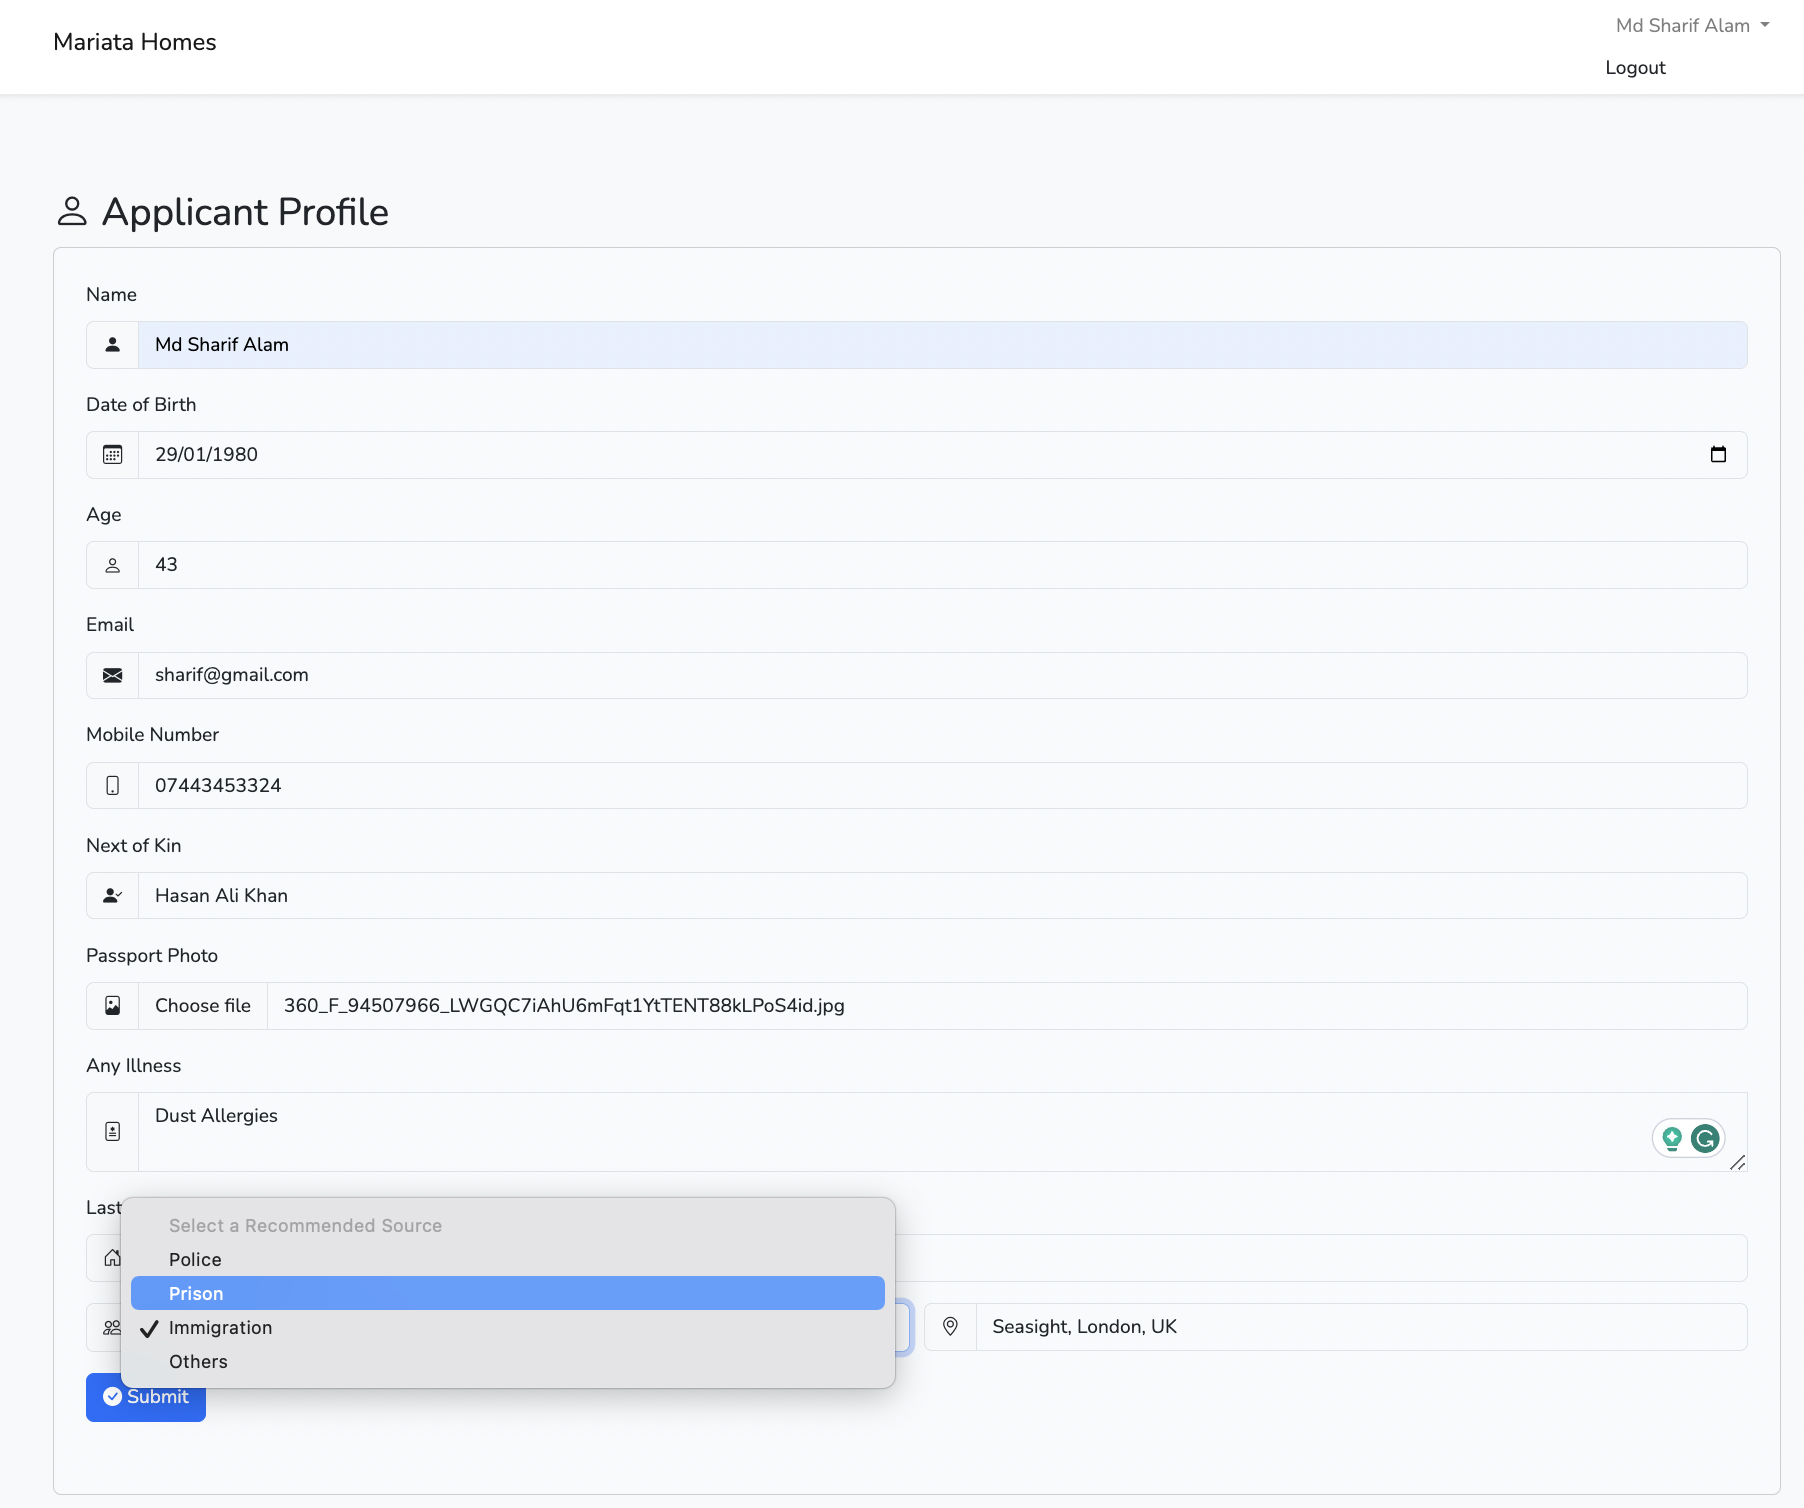 Mariata Homes
Md Sharif Alam
Logout
Applicant Profile
Name
Md Sharif Alam
Date of Birth
29/01/1980
Age
43
Email
sharif@gmail.com
Mobile Number
07443453324
Next of Kin
Hasan Ali Khan
Passport Photo
Choose file 360_F_94507966_LWGQC7iAhU6mFqt1YtTENT88kLPoS4id.jpg
Any Illness
Dust Allergies
Last
Select a Recommended Source
Police
Prison
Immigration
Others
Seasight, London, UK
Submit